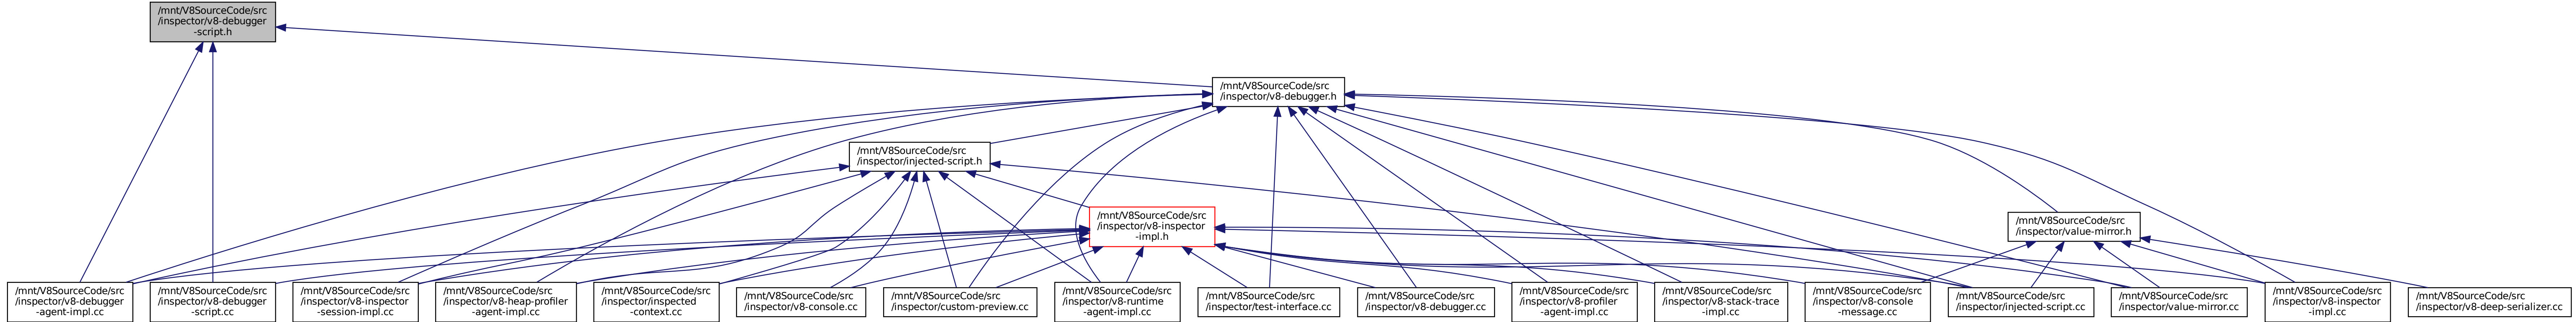 /mnt/V8SourceCode/src
/inspector/v8-debugger
-script.h
/mnt/V8SourceCode/src
/inspector/v8-debugger.h
/mnt/V8SourceCode/src
/inspector/injected-script.h
/mnt/V8SourceCode/src
/inspector/v8-inspector
-impl.h
/mnt/V8SourceCode/src
/inspector/value-mirror.h
/mnt/V8SourceCode/src
/inspector/v8-debugger
-agent-impl.cc
/mnt/V8SourceCode/src
/inspector/v8-debugger
-script.cc
/mnt/V8SourceCode/src
/inspector/v8-inspector
-session-impl.cc
/mnt/V8SourceCode/src
/inspector/v8-heap-profiler
-agent-impl.cc
/mnt/V8SourceCode/src
/inspector/inspected
-context.cc
/mnt/V8SourceCode/src
/inspector/v8-console.cc
/mnt/V8SourceCode/src
/inspector/custom-preview.cc
/mnt/V8SourceCode/src
/inspector/v8-runtime
-agent-impl.cc
/mnt/V8SourceCode/src
/inspector/test-interface.cc
/mnt/V8SourceCode/src
/inspector/v8-debugger.cc
/mnt/V8SourceCode/src
/inspector/v8-profiler
-agent-impl.cc
/mnt/V8SourceCode/src
/inspector/v8-stack-trace
-impl.cc
/mnt/V8SourceCode/src
/inspector/v8-console
-message.cc
/mnt/V8SourceCode/src
/inspector/injected-script.cc
/mnt/V8SourceCode/src
/inspector/value-mirror.cc
/mnt/V8SourceCode/src
/inspector/v8-inspector
-impl.cc
/mnt/V8SourceCode/src
/inspector/v8-deep-serializer.cc